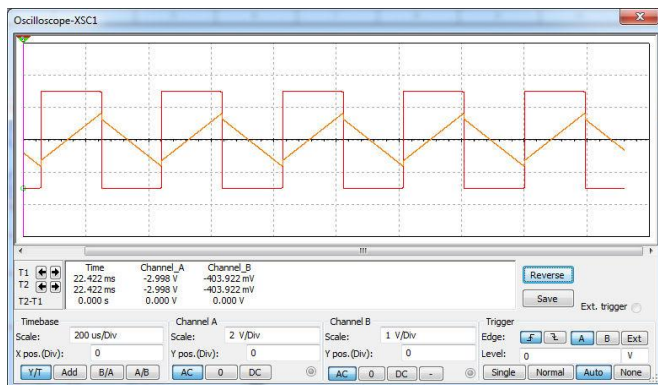 Oscilloscope-XSC1
Time Channel_A Channel_B
T1 22.422 ms -2.998 V -403.922 mV
T2 22.422 ms -2.998 V -403.922 mV
T2-T1 0.000 s 0.000 V 0.000 V
Reverse
Save
Ext. trigger
Timebase Channel A Channel B Trigger
Scale: 200 us/Div Scale: 2 V/Div Scale: 1 V/Div Edge: A B Ext
X pos.(Div): 0 Y pos.(Div): 0 Y pos.(Div): 0 Level: 0 V
Y/T Add B/A A/B AC 0 DC AC 0 DC - Single Normal Auto None